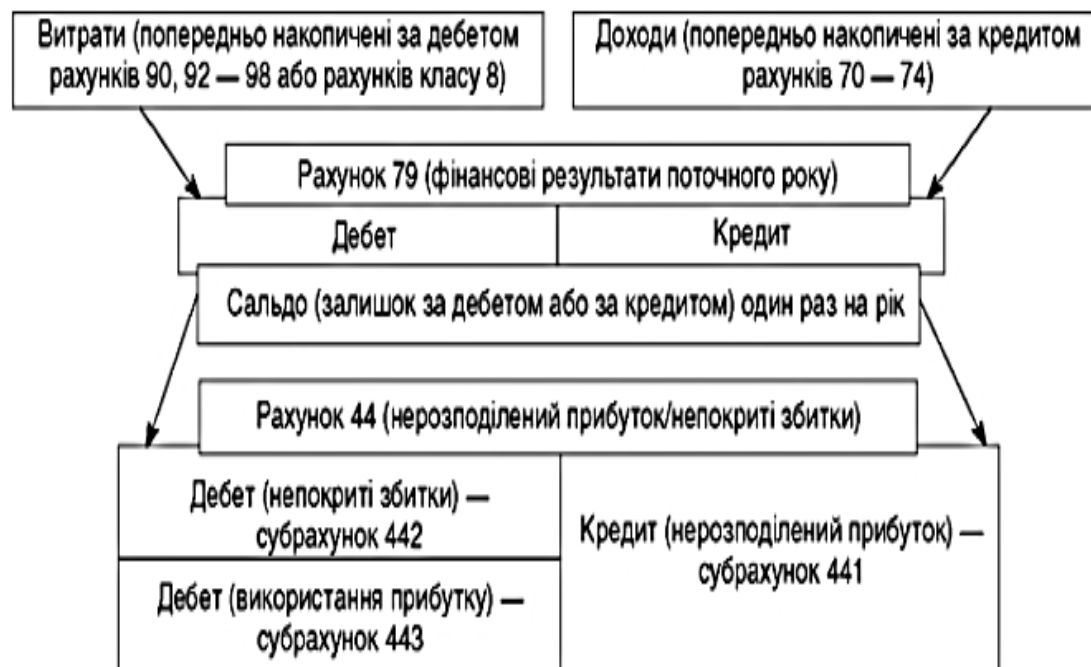 Витрати (попередньо накопичені за дебетом
рахунків 90, 92 — 98 або рахунків класу 8)
Доходи (попередньо накопичені за кредитом
рахунків 70 — 74)
Рахунок 79 (фінансові результати поточного року)
Дебет
Кредит
Сальдо (залишок за дебетом або за кредитом) один раз на рік
Рахунок 44 (нерозподілений прибуток/непокриті збитки)
Дебет (непокриті збитки) —
субрахунок 442
Дебет (використання прибутку) —
субрахунок 443
Кредит (нерозподілений прибуток) —
субрахунок 441